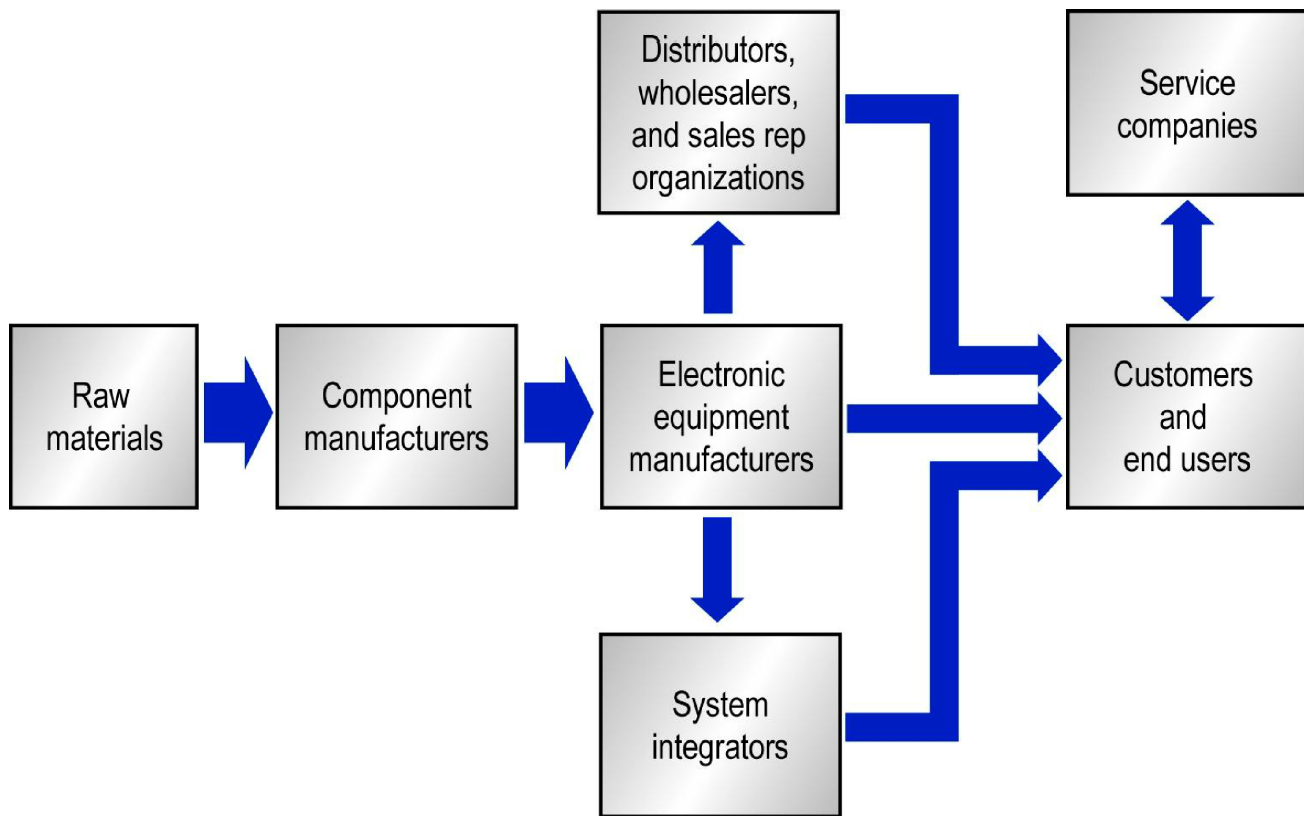 Distributors,
wholesalers,
and sales rep
organizations
Service
companies
Raw
materials
Component
manufacturers
Electronic
equipment
manufacturers
Customers
and
end users
System
integrators